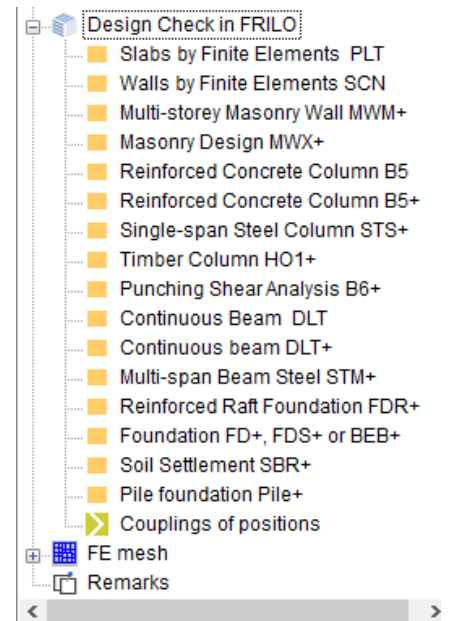 Design Check in FRILO
Slabs by Finite Elements  PLT
Walls by Finite Elements SCN
Multi-storey Masonry Wall MWM+
Masonry Design MWX+
Reinforced Concrete Column B5
Reinforced Concrete Column B5+
Single-span Steel Column STS+
Timber Column HO1+
Punching Shear Analysis B6+
Continuous Beam  DLT
Continuous beam DLT+
Multi-span Beam Steel STM+
Reinforced Raft Foundation FDR+
Foundation FD+, FDS+ or BEB+
Soil Settlement SBR+
Pile foundation Pile+
Couplings of positions
FE mesh
Remarks